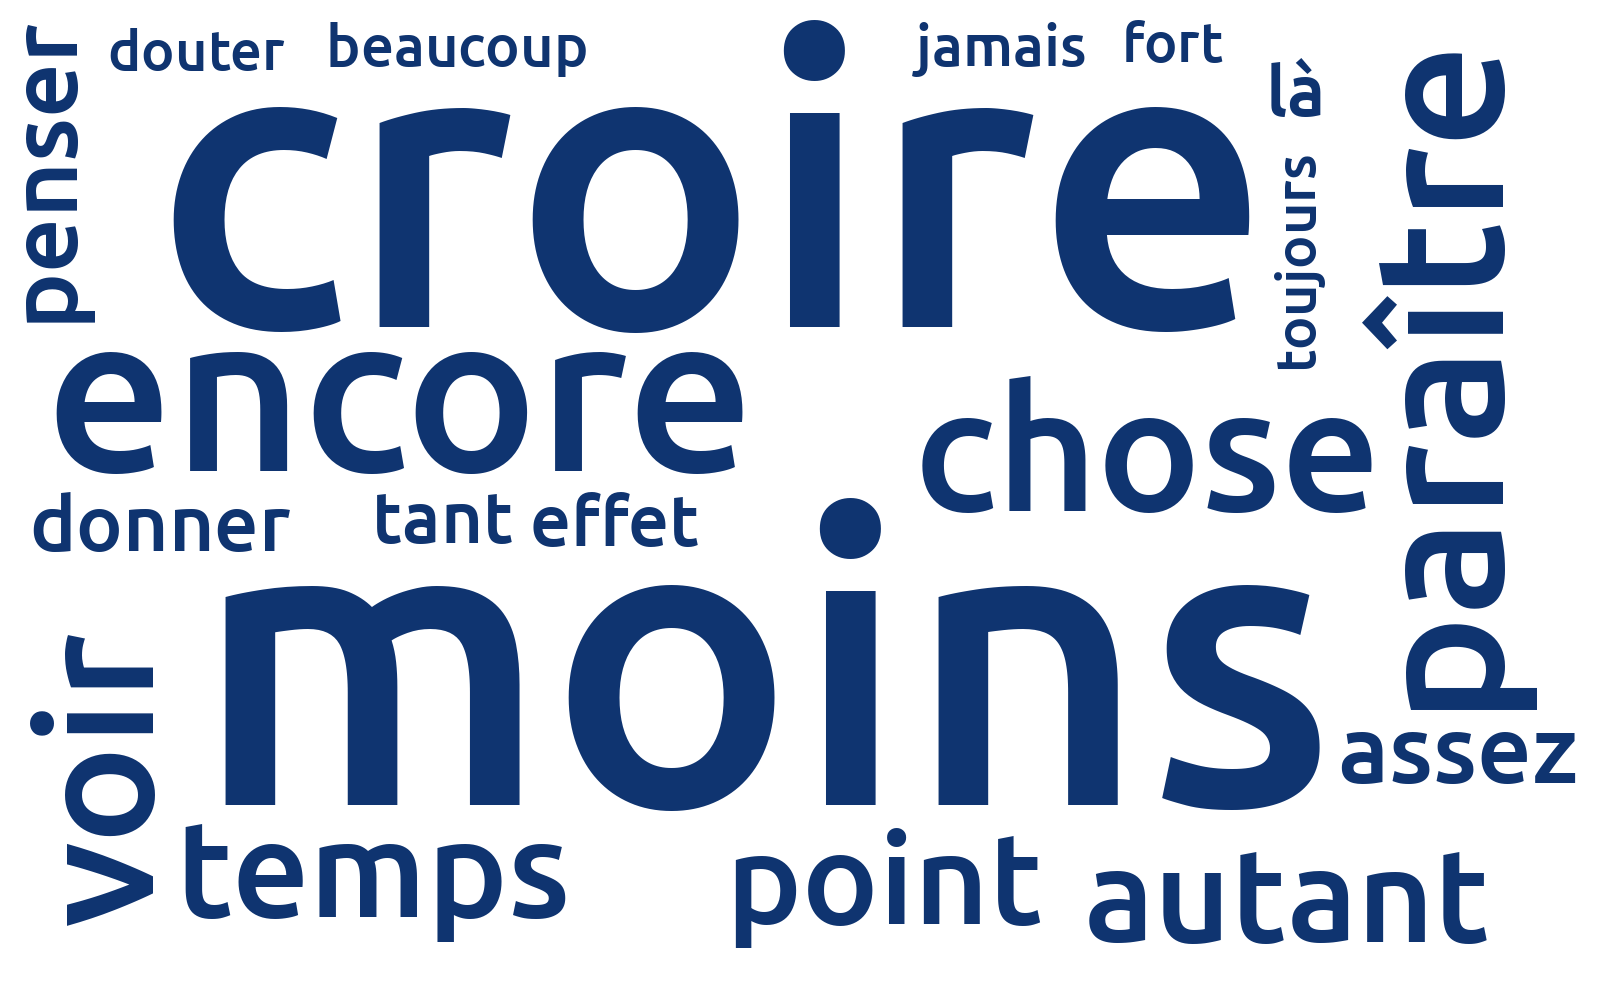 penser
douter
beaucoup
jamais
fort
là
croire
toujours
paraître
encore
chose
donner
tant
effet
moins
voir
assez
temps
point
autant